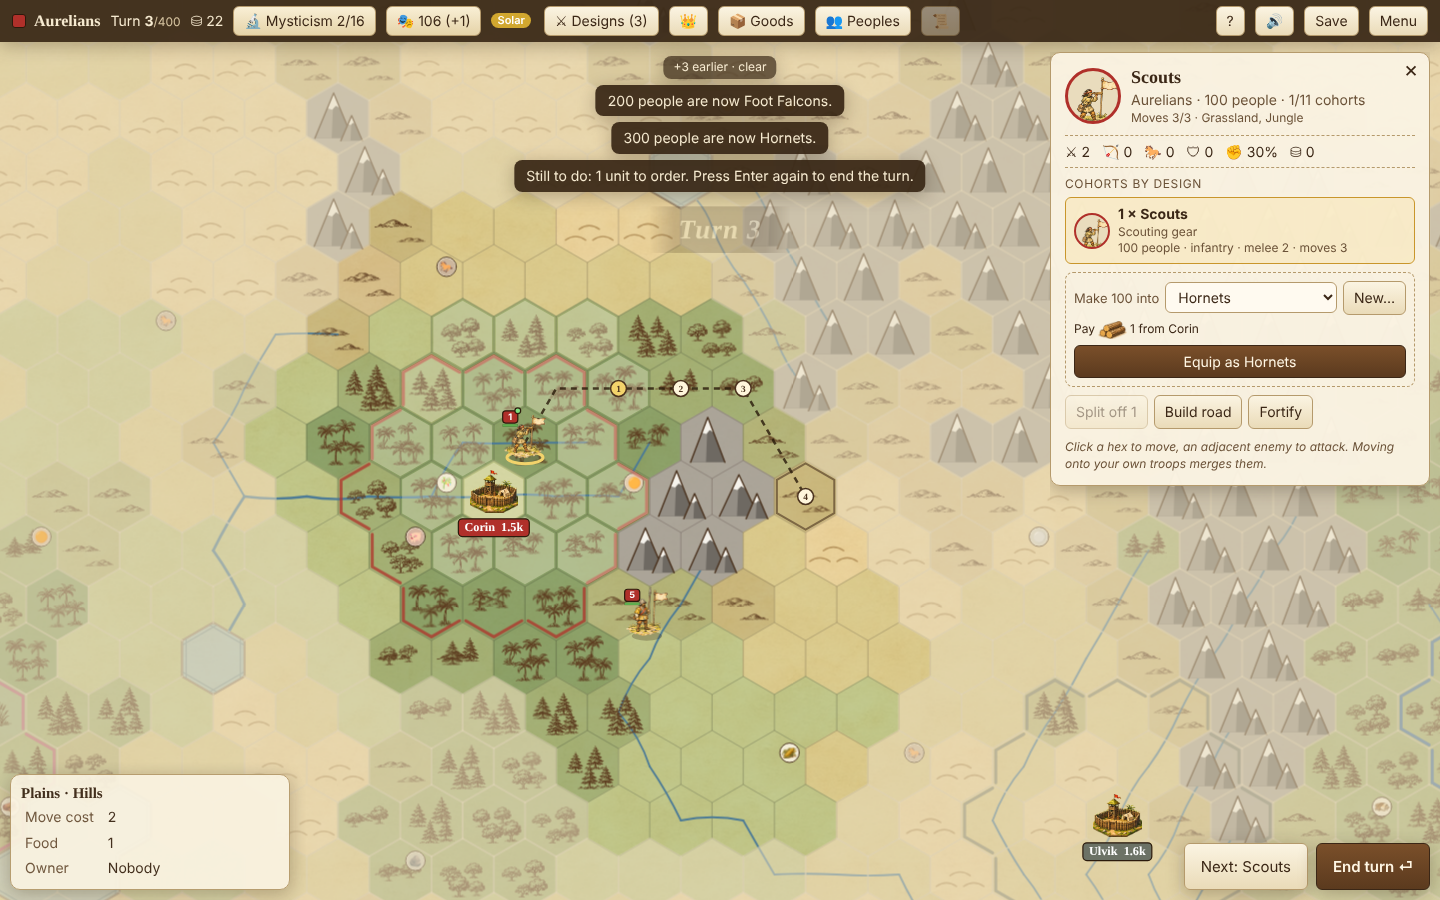 Aurelians Turn 3/400 22 Mysticism 2/16 106 (+1) Solar Designs (3) Goods Peoples ? Save Menu
+3 earlier · clear
200 people are now Foot Falcons.
300 people are now Hornets.
Still to do: 1 unit to order. Press Enter again to end the turn.
Turn 3
Scouts
Aurelians · 100 people · 1/11 cohorts
Moves 3/3 · Grassland, Jungle
2 0 0 0 30% 0
COHORTS BY DESIGN
1 × Scouts
Scouting gear
100 people · infantry · melee 2 · moves 3
Make 100 into Hornets New...
Pay 1 from Corin
Equip as Hornets
Split off 1 Build road Fortify
Click a hex to move, an adjacent enemy to attack. Moving
onto your own troops merges them.
1 2 3
1
4
Corin 1.5k
5
Plains · Hills
Move cost 2
Food 1
Owner Nobody
Ulvik 1.6k
Next: Scouts End turn ⏎